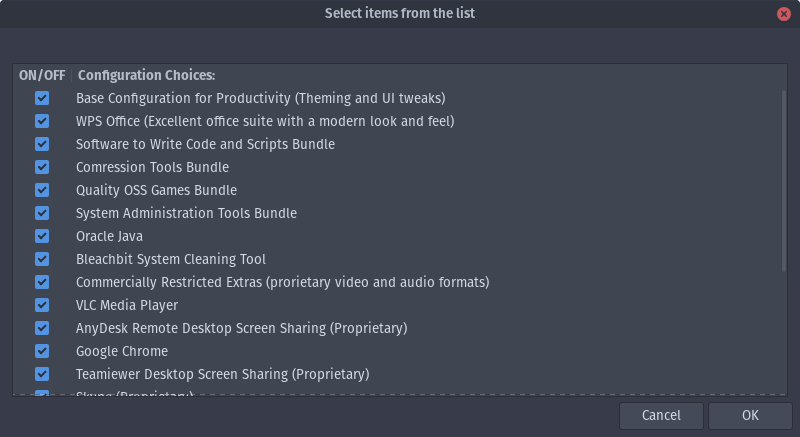 Select items from the list
ON/OFF Configuration Choices:
Base Configuration for Productivity (Theming and UI tweaks)
WPS Office (Excellent office suite with a modern look and feel)
Software to Write Code and Scripts Bundle
Comression Tools Bundle
Quality OSS Games Bundle
System Administration Tools Bundle
Oracle Java
Bleachbit System Cleaning Tool
Commercially Restricted Extras (prorietary video and audio formats)
VLC Media Player
AnyDesk Remote Desktop Screen Sharing (Proprietary)
Google Chrome
Teamiewer Desktop Screen Sharing (Proprietary)
Skype (Proprietary)
Cancel OK